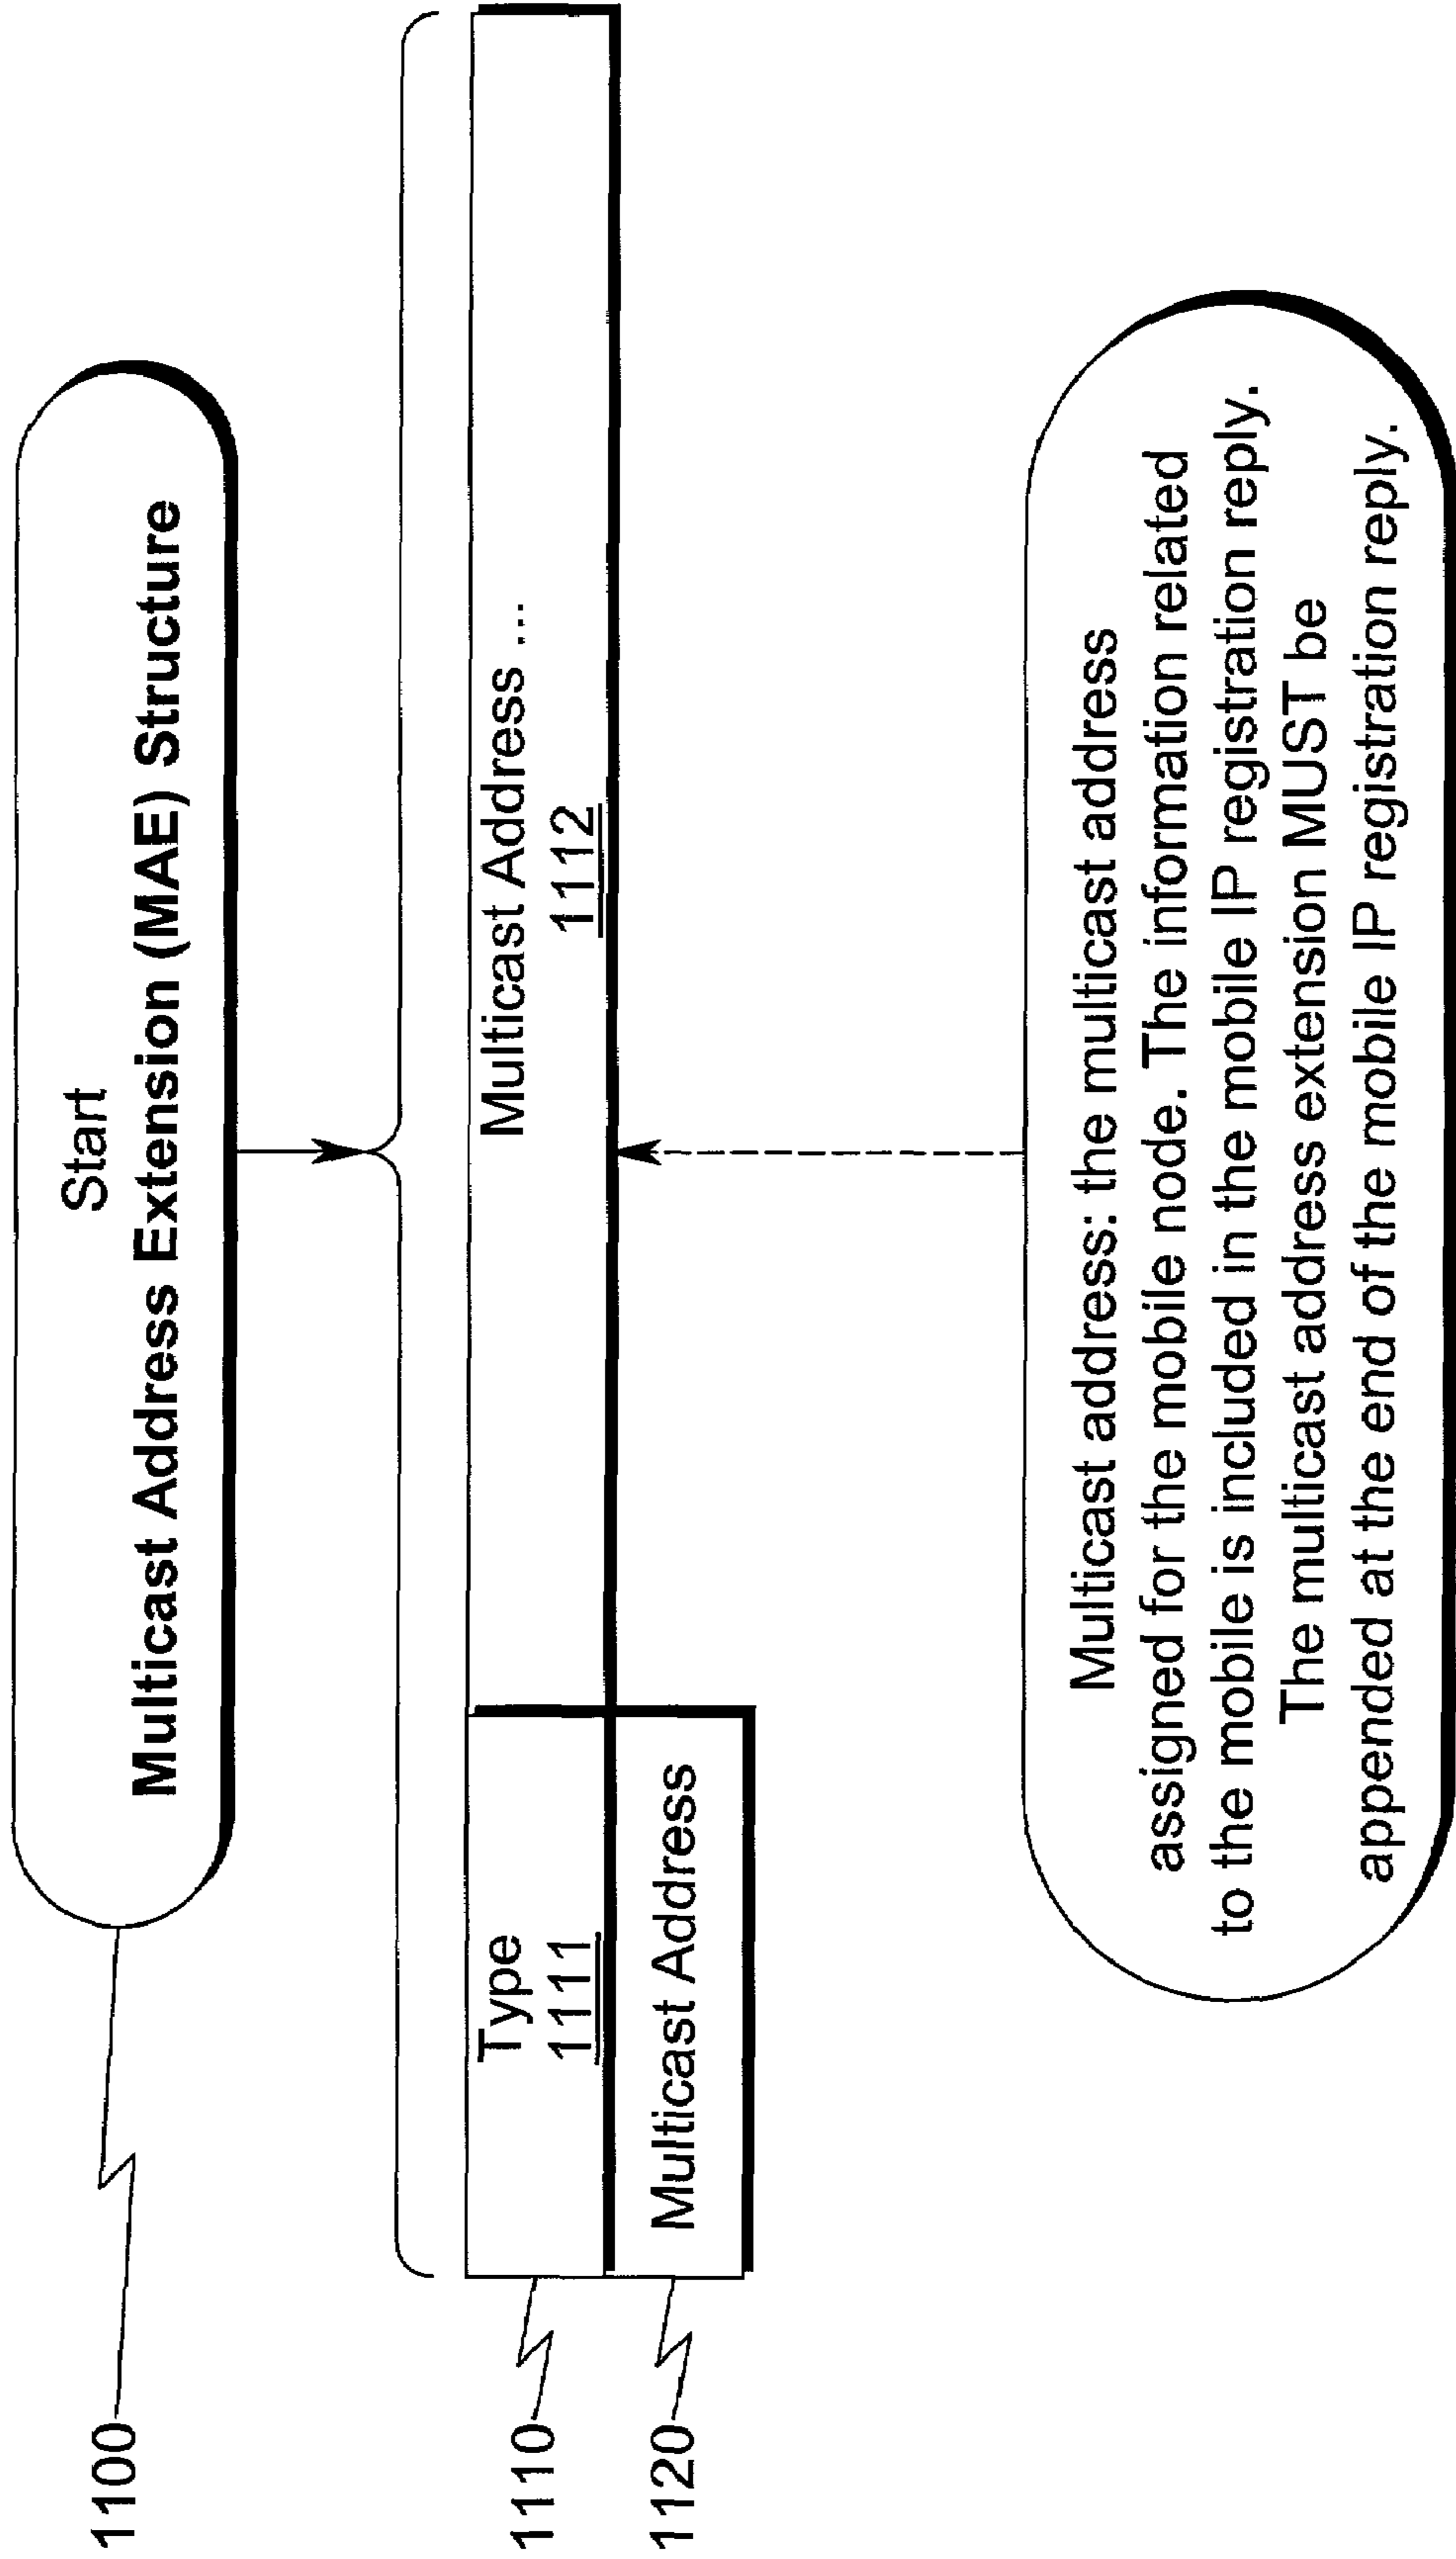 1100
Start
Multicast Address Extension (MAE) Structure
1110
Type
1111
Multicast Address ...
1112
1120
Multicast Address
Multicast address: the multicast address
assigned for the mobile node. The information related
to the mobile is included in the mobile IP registration reply.
The multicast address extension MUST be
appended at the end of the mobile IP registration reply.